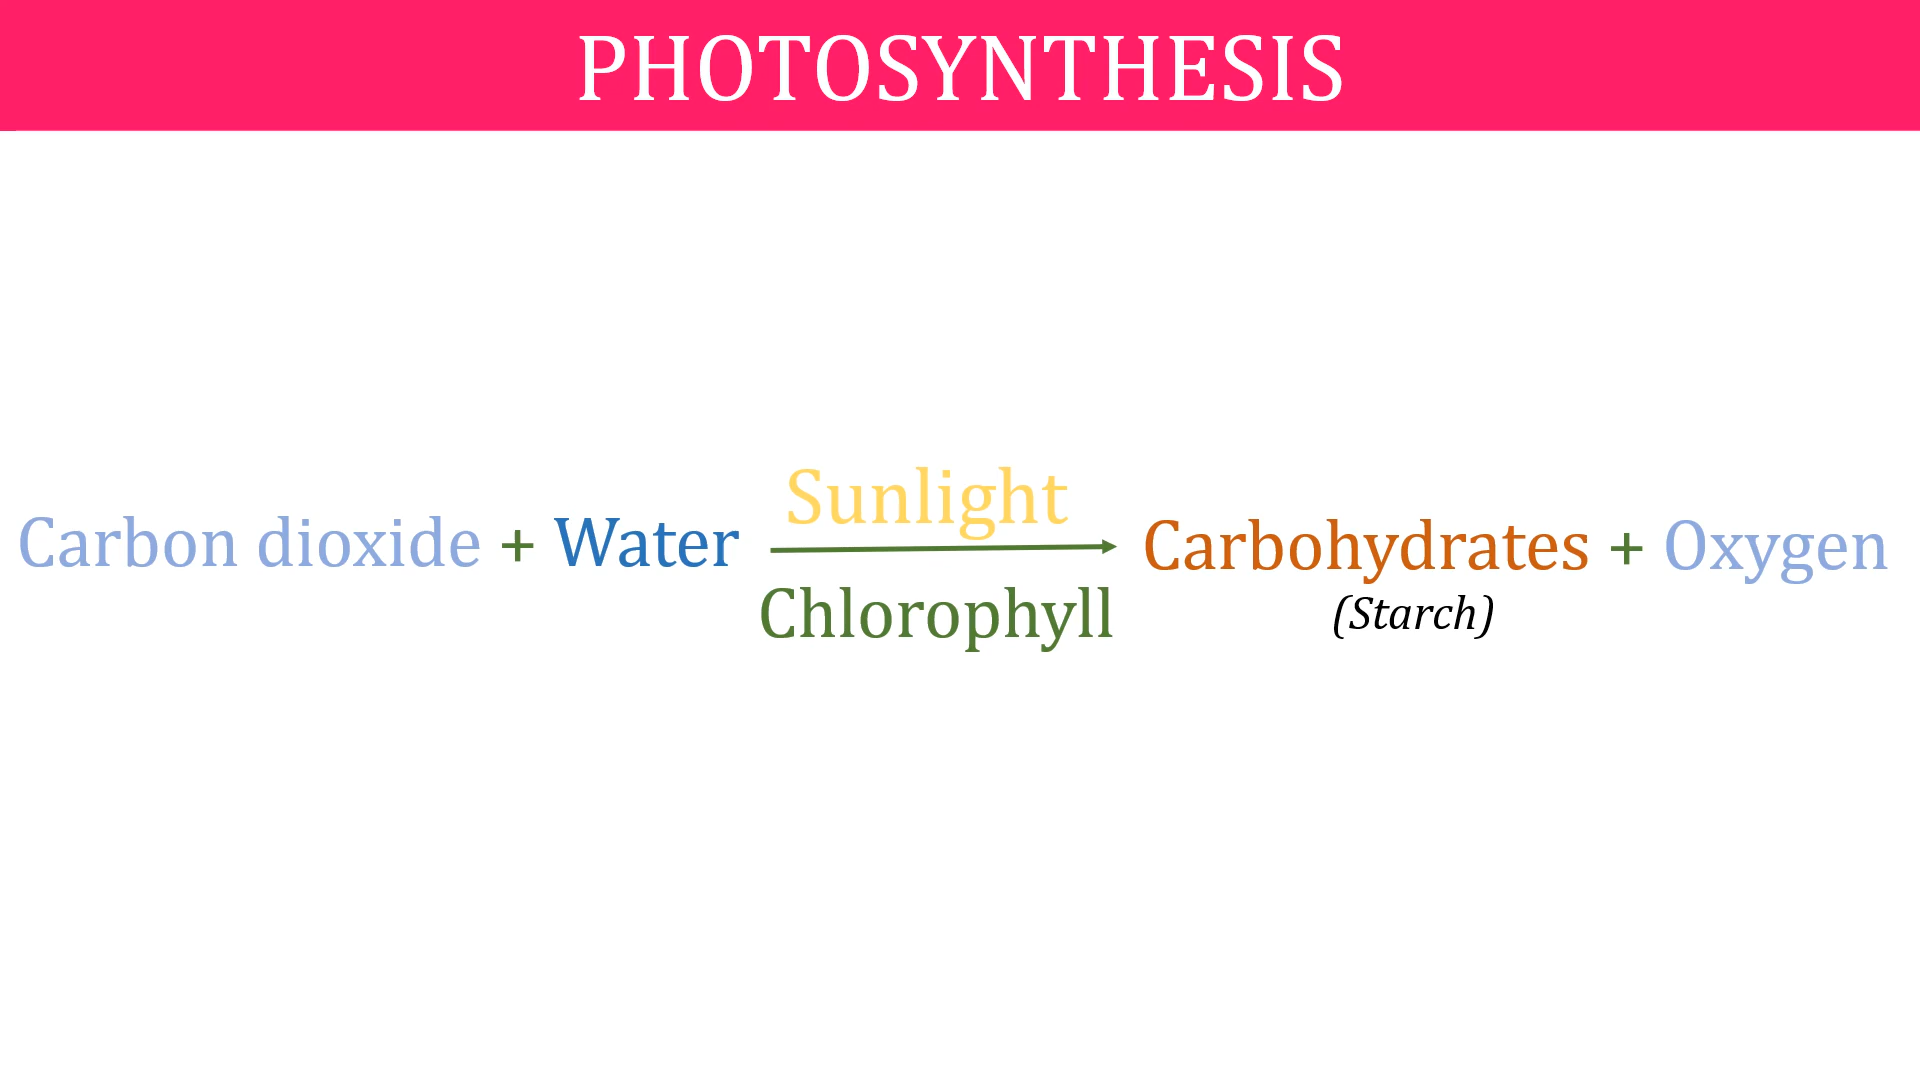 PHOTOSYNTHESIS
Sunlight
Carbon dioxide + Water
Carbohydrates + Oxygen
Chlorophyll
(Starch)